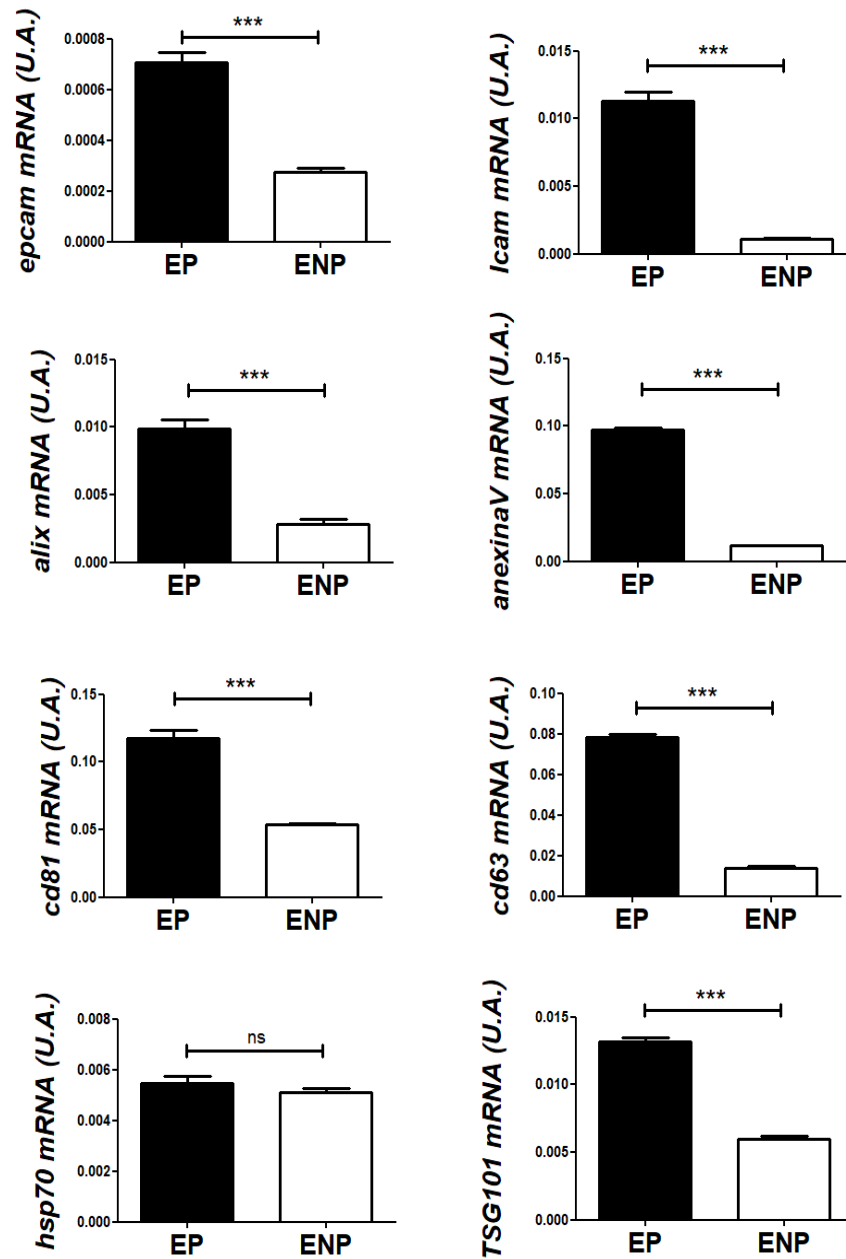 epcam mRNA (U.A.)
0.0008
0.0006
0.0004
0.0002
0.0000
***
EP
ENP
Icam mRNA (U.A.)
0.015
0.010
0.005
0.000
***
EP
ENP
alix mRNA (U.A.)
0.015
0.010
0.005
0.000
***
EP
ENP
anexinaV mRNA (U.A.)
0.15
0.10
0.05
0.00
***
EP
ENP
cd81 mRNA (U.A.)
0.15
0.10
0.05
0.00
***
EP
ENP
cd63 mRNA (U.A.)
0.10
0.08
0.06
0.04
0.02
0.00
***
EP
ENP
hsp70 mRNA (U.A.)
0.008
0.006
0.004
0.002
0.000
ns
EP
ENP
TSG101 mRNA (U.A.)
0.015
0.010
0.005
0.000
***
EP
ENP